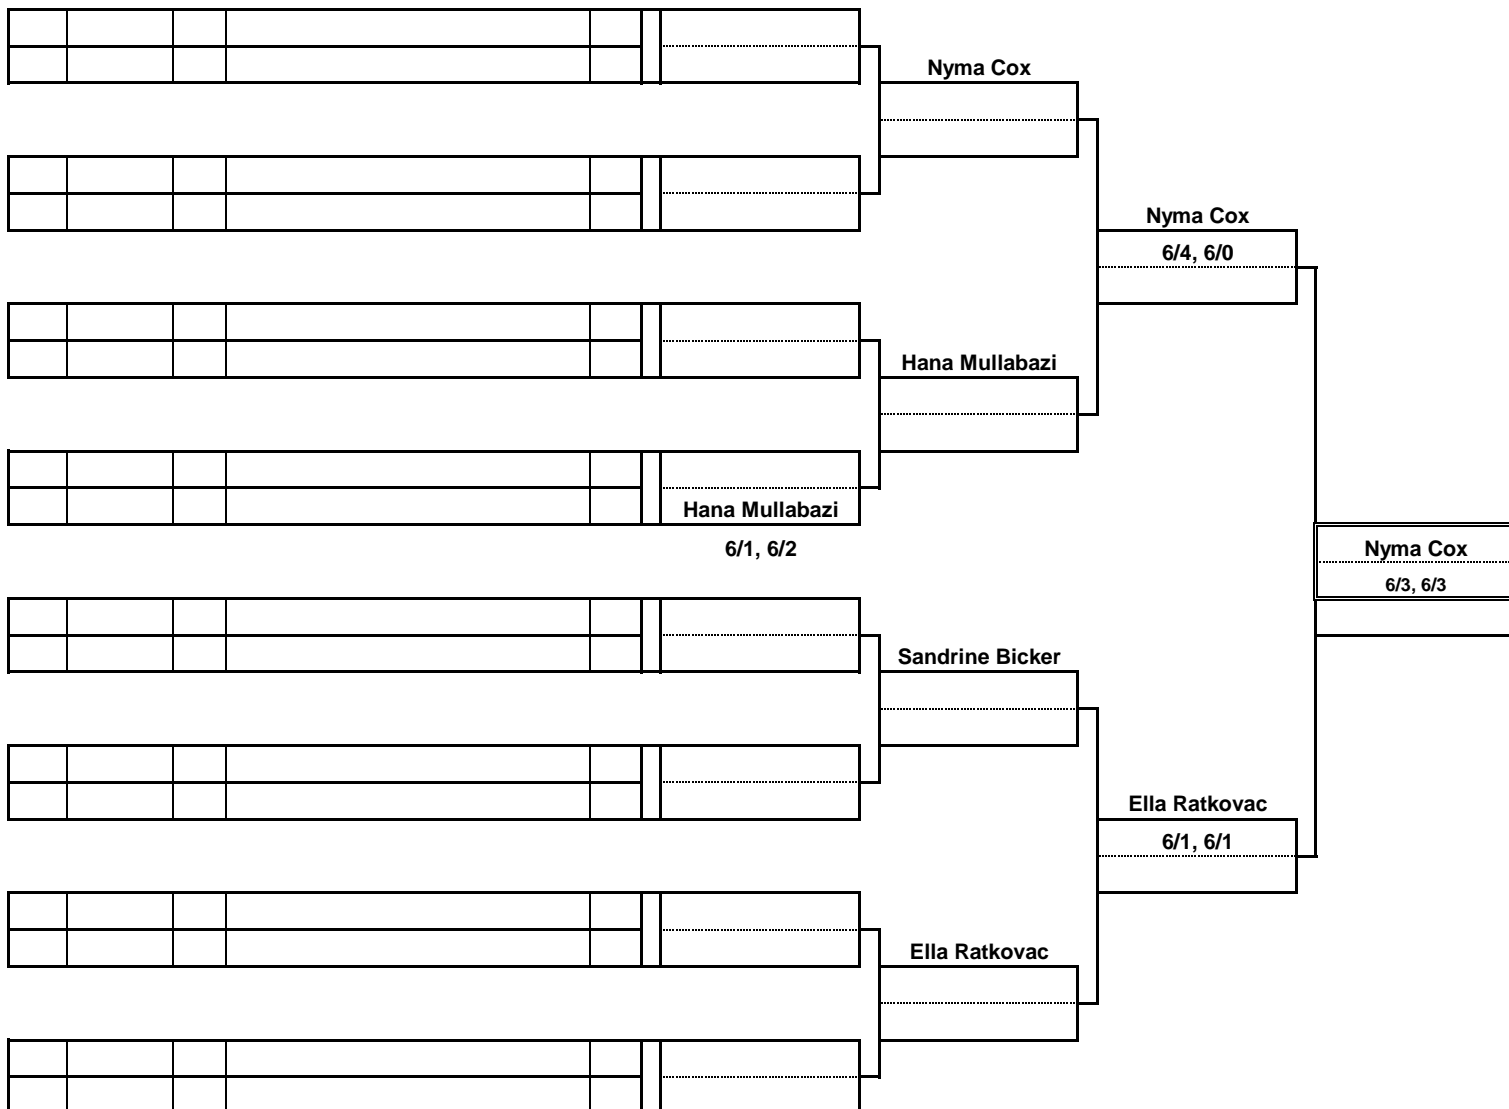 Nyma Cox
Nyma Cox
6/4, 6/0
Hana Mullabazi
Hana Mullabazi
6/1, 6/2
Nyma Cox
6/3, 6/3
Sandrine Bicker
Ella Ratkovac
6/1, 6/1
Ella Ratkovac